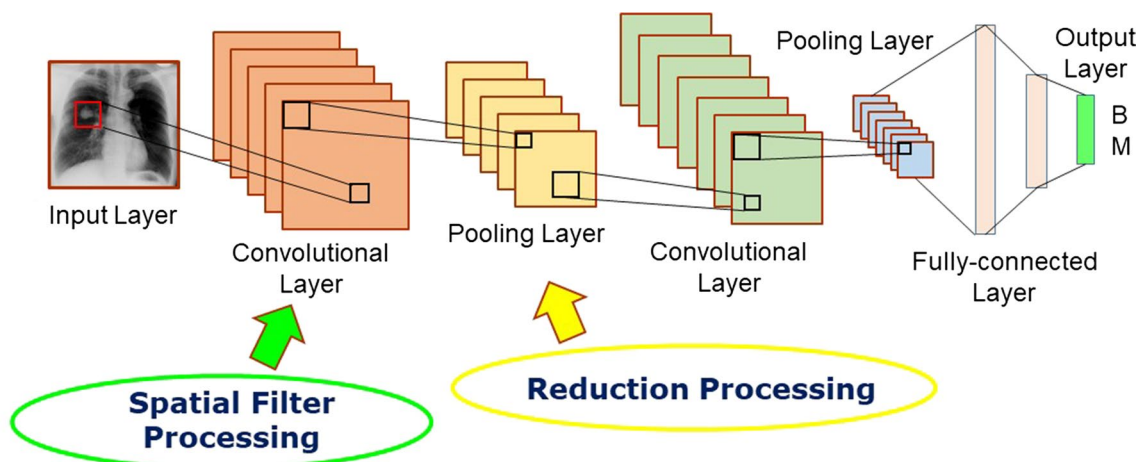 Input Layer
Convolutional
Layer
Pooling Layer
Convolutional
Layer
Pooling Layer
Fully-connected
Layer
Output
Layer
B
M
Spatial Filter
Processing
Reduction Processing